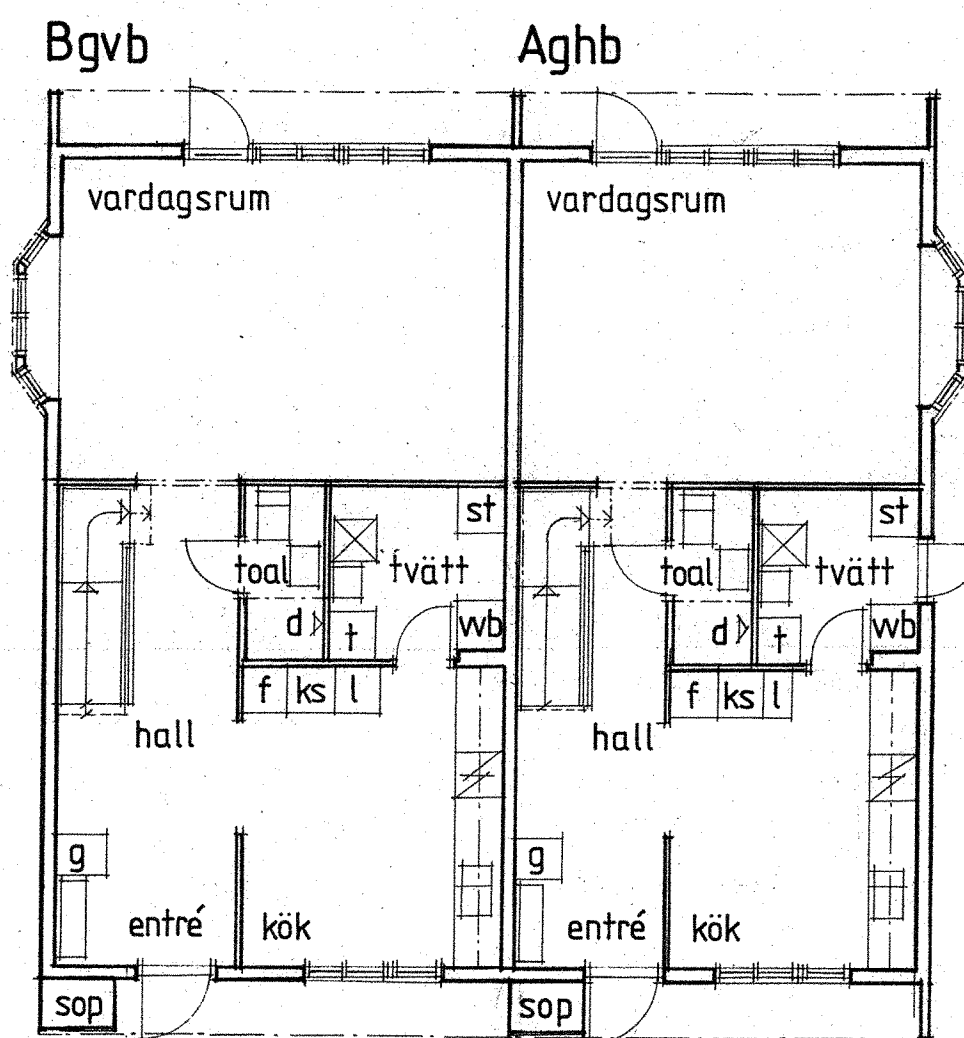 Bgvb Aghb
vardagsrum vardagsrum
st st
toal tvätt toal tvätt
d t wb d t wb
f ks l f ks l
hall hall
g g
entré kök entré kök
sop sop